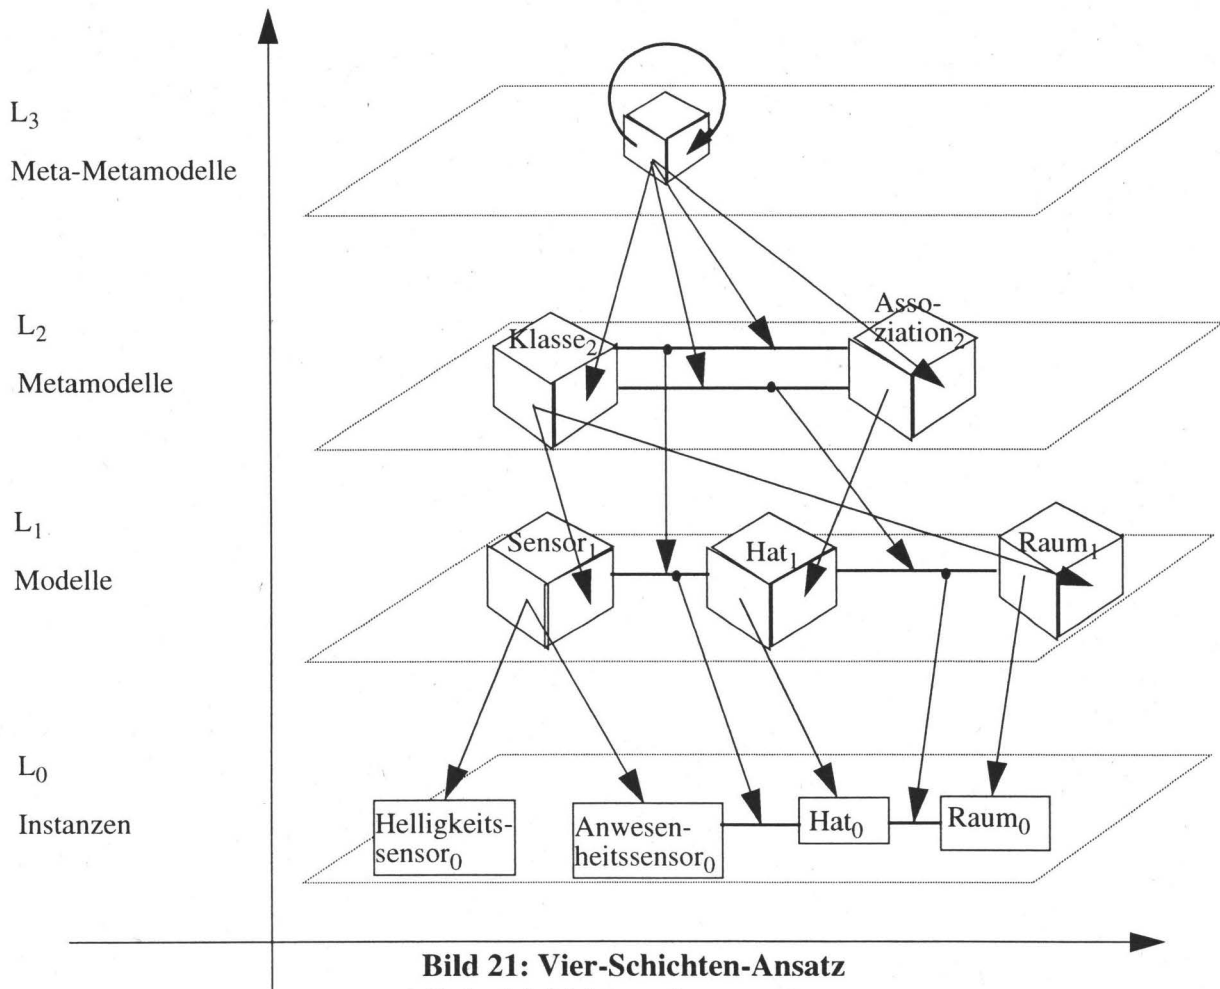 L3
Meta-Metamodelle
L2
Metamodelle
Klasse2
Asso-
ziation2
L1
Modelle
Sensor1
Hat1
Raum1
L0
Instanzen
Helligkeits-
sensor0
Anwesen-
heitssensor0
Hat0
Raum0
Bild 21: Vier-Schichten-Ansatz